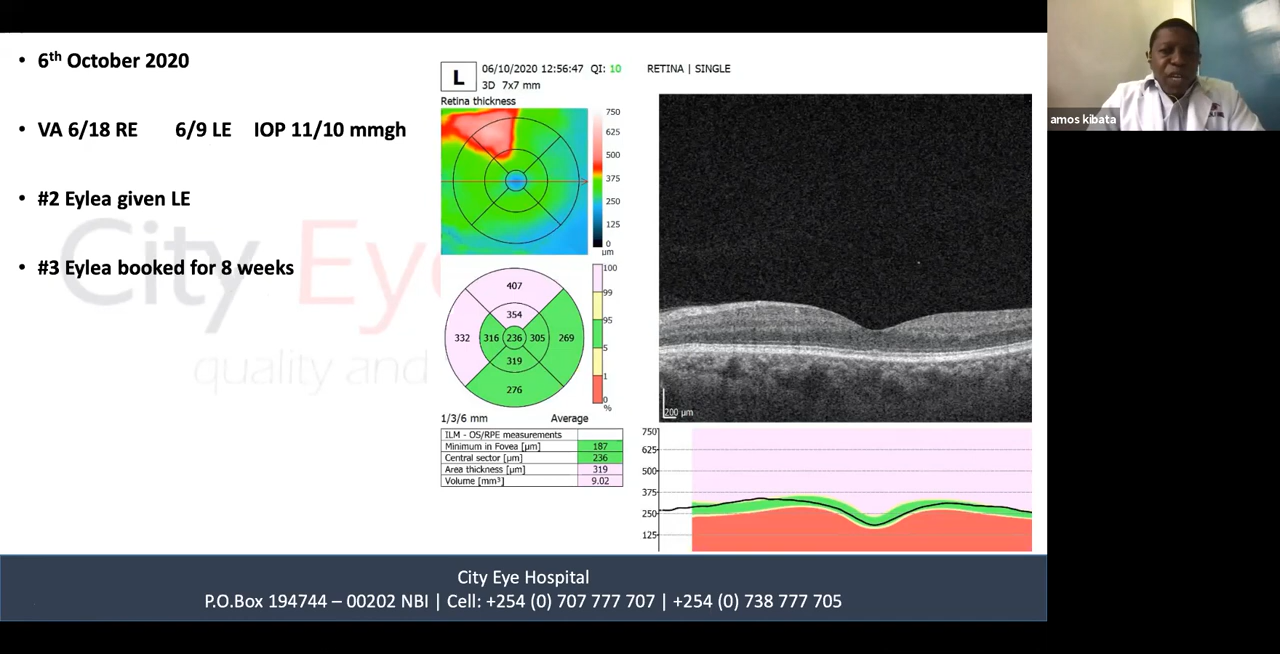 • 6th October 2020
• VA 6/18 RE 6/9 LE IOP 11/10 mmgh
• #2 Eylea given LE
• #3 Eylea booked for 8 weeks
City Eye
quality and
L
06/10/2020 12:56:47 QI: 10
3D 7x7 mm
RETINA | SINGLE
Retina thickness
750
625
500
375
250
125
0
µm
407
354
332 316 236 305 269
319
276
100
99
95
5
1
0
%
1/3/6 mm Average
ILM - OS/RPE measurements
Minimum in Fovea [µm] 187
Central sector [µm] 236
Area thickness [µm] 319
Volume [mm³] 9.02
200 µm
750
625
500
375
250
125
amos kibata
City Eye Hospital
P.O.Box 194744 – 00202 NBI | Cell: +254 (0) 707 777 707 | +254 (0) 738 777 705